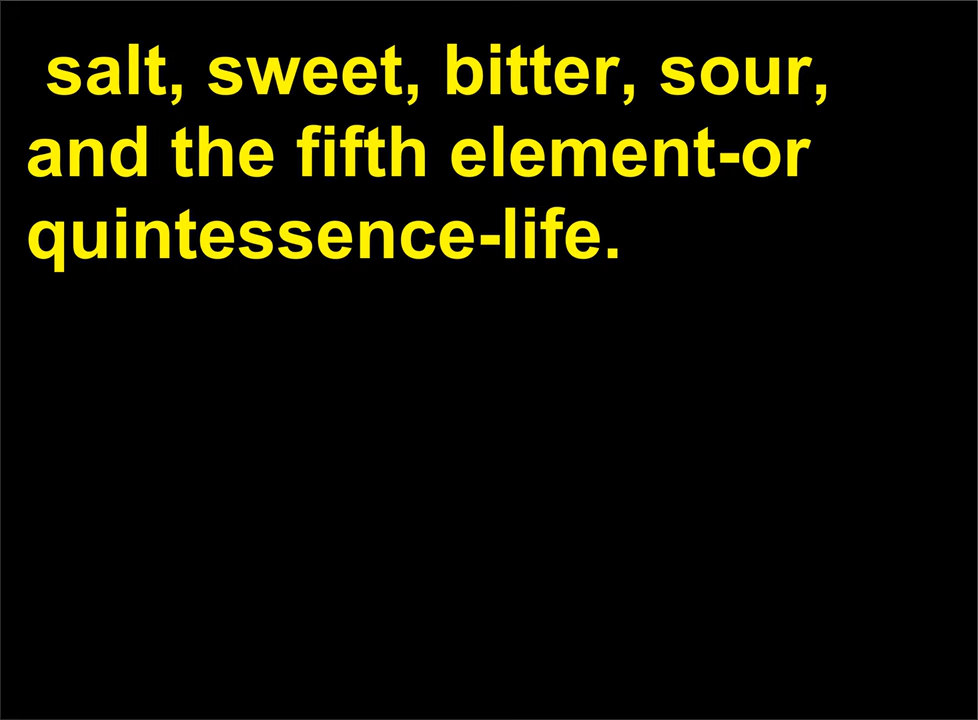 salt, sweet, bitter, sour,
and the fifth element-or
quintessence-life.